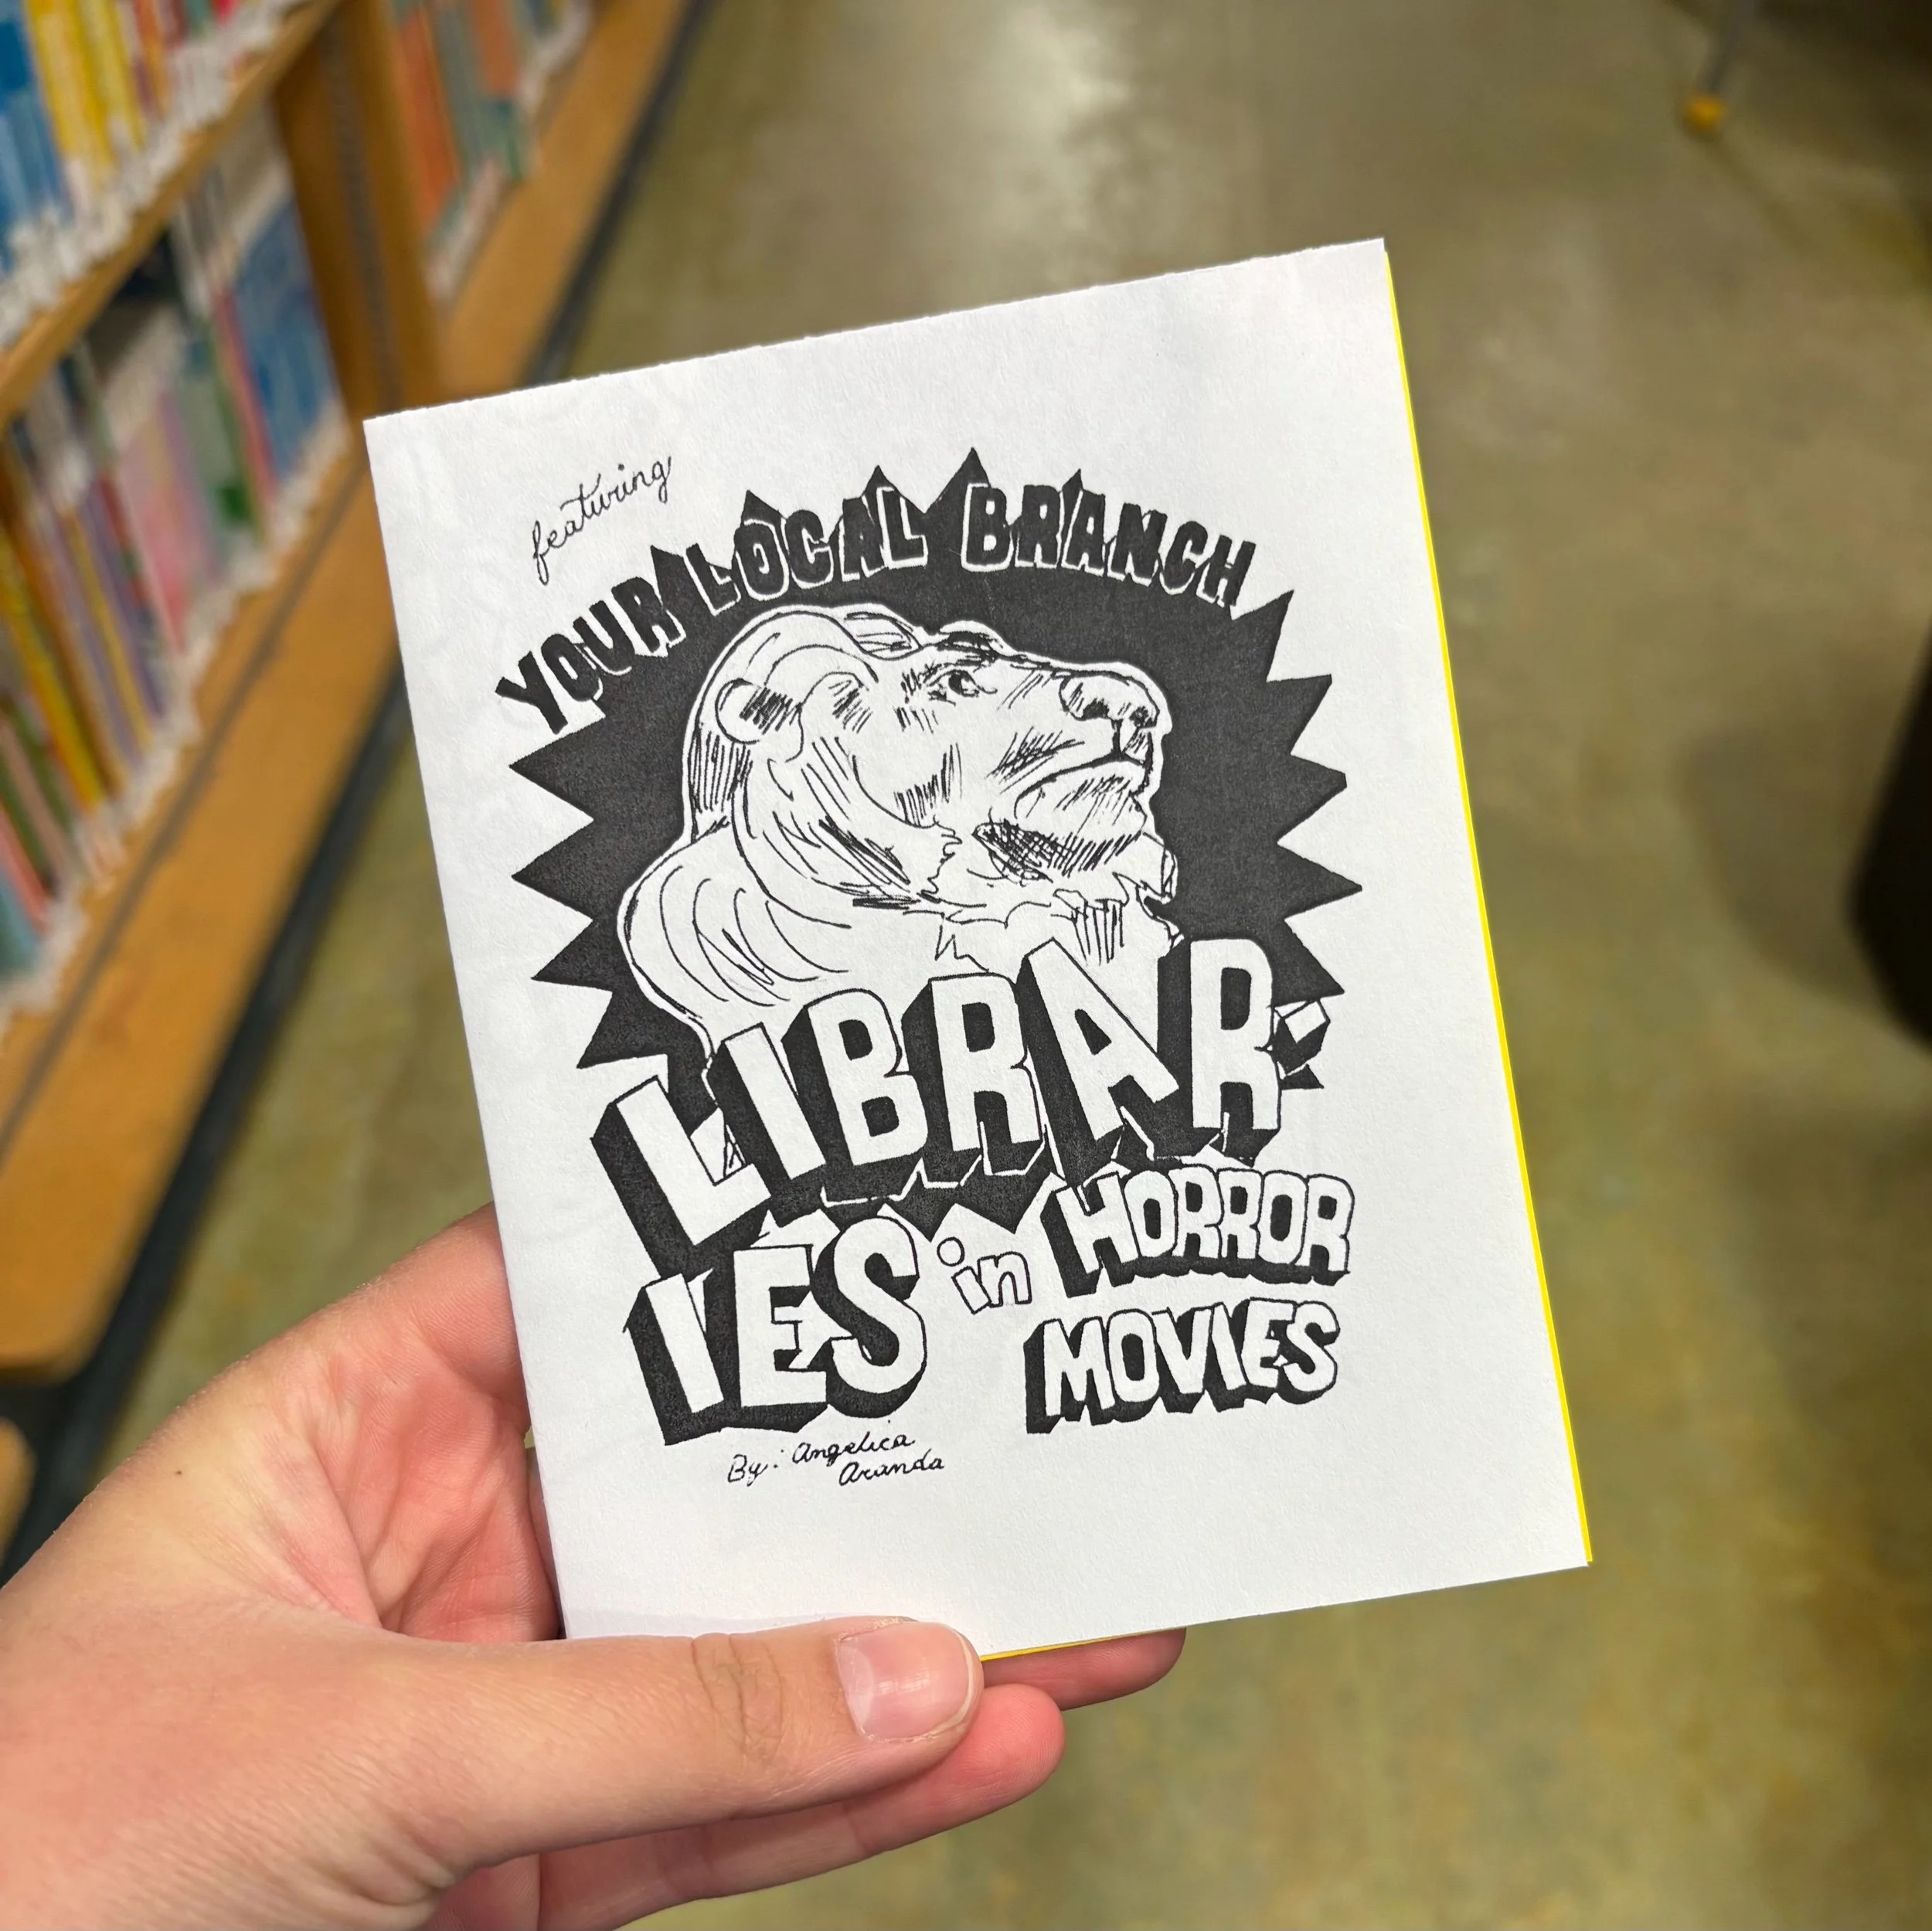 featuring
YOUR LOCAL BRANCH
LIBRAR-
IES in HORROR
MOVIES
By: Angelica
Aranda